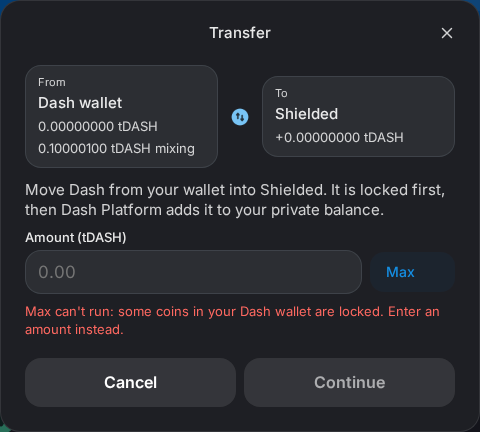 Transfer
From
Dash wallet
0.00000000 tDASH
0.10000100 tDASH mixing
To
Shielded
+0.00000000 tDASH
Move Dash from your wallet into Shielded. It is locked first,
then Dash Platform adds it to your private balance.
Amount (tDASH)
0.00
Max
Max can't run: some coins in your Dash wallet are locked. Enter an
amount instead.
Cancel
Continue